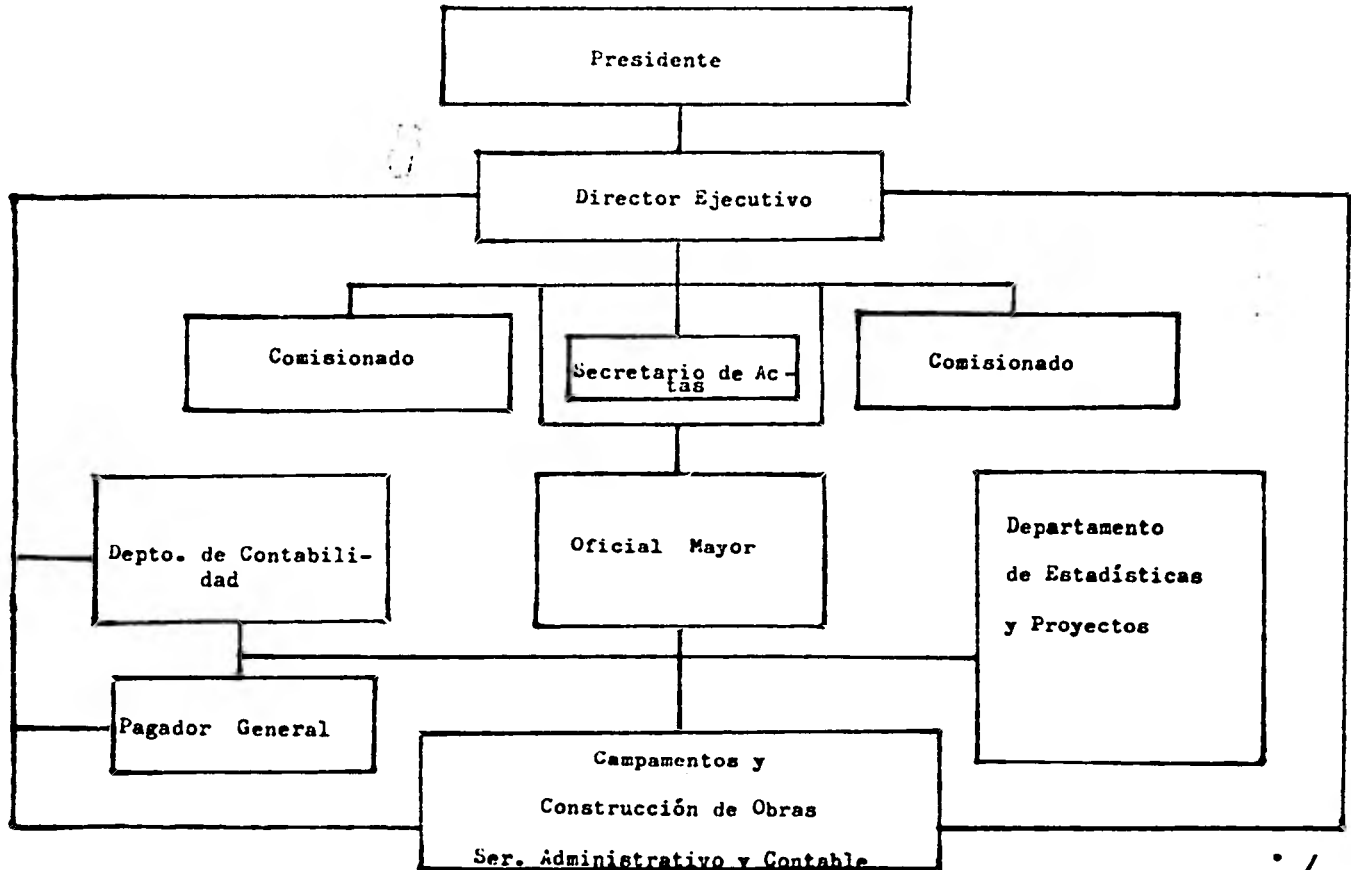 Presidente
Director Ejecutivo
Comisionado
Secretario de Ac-
tas
Comisionado
Depto. de Contabili-
dad
Oficial Mayor
Departamento
de Estadísticas
y Proyectos
Pagador General
Campamentos y
Construcción de Obras
Ser. Administrativo y Contable